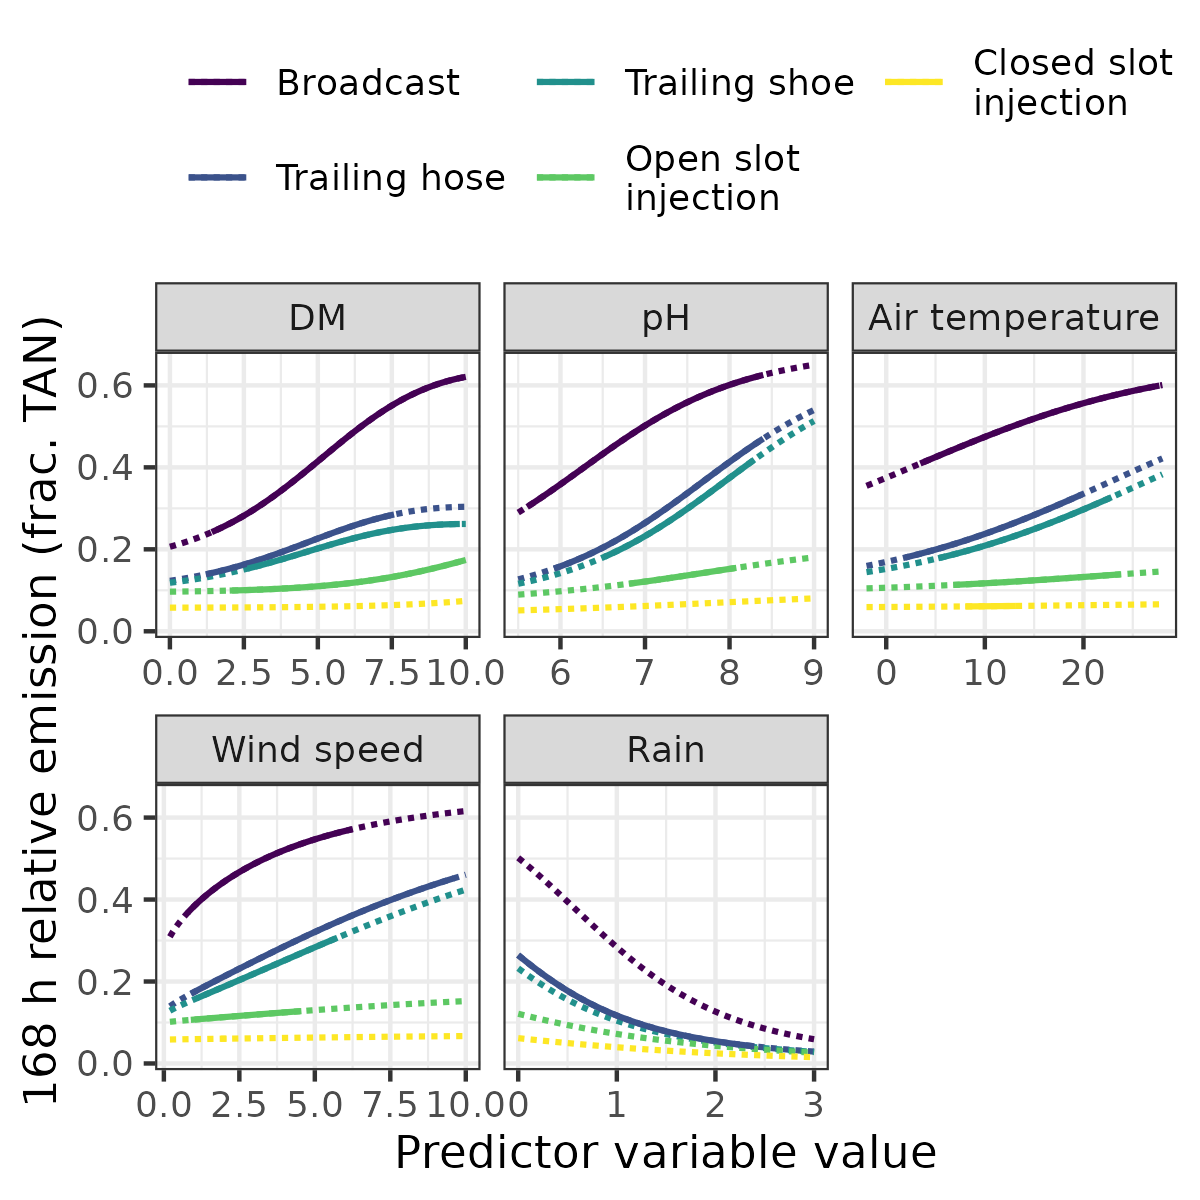 Broadcast
Trailing shoe
Closed slot
injection
Trailing hose
Open slot
injection
168 h relative emission (frac. TAN)
DM
pH
Air temperature
0.6
0.4
0.2
0.0
0.0 2.5 5.0 7.5 10.0
6 7 8 9
0 10 20
Wind speed
Rain
0.6
0.4
0.2
0.0
0.0 2.5 5.0 7.5 10.0
0 1 2 3
Predictor variable value